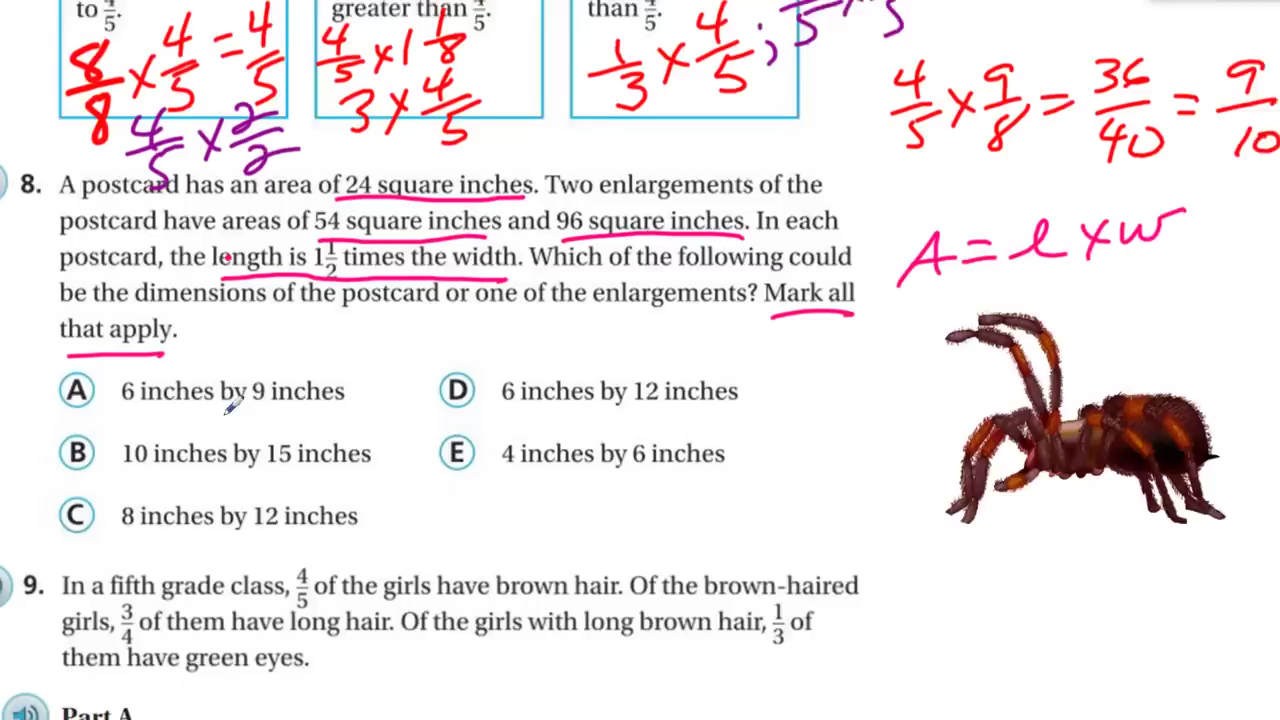 to 4/5. greater than 4/5. than 4/5.
8/8 × 4/5 = 4/5
4/5 × 2/2
4/5 × 1 1/8
3 × 4/5
1/3 × 4/5 ;
4/5 × 9/8 = 36/40 = 9/10
8. A postcard has an area of 24 square inches. Two enlargements of the
postcard have areas of 54 square inches and 96 square inches. In each
postcard, the length is 1 1/2 times the width. Which of the following could
be the dimensions of the postcard or one of the enlargements? Mark all
that apply.
A = l × w
A 6 inches by 9 inches
B 10 inches by 15 inches
C 8 inches by 12 inches
D 6 inches by 12 inches
E 4 inches by 6 inches
9. In a fifth grade class, 4/5 of the girls have brown hair. Of the brown-haired
girls, 3/4 of them have long hair. Of the girls with long brown hair, 1/3 of
them have green eyes.
Part A